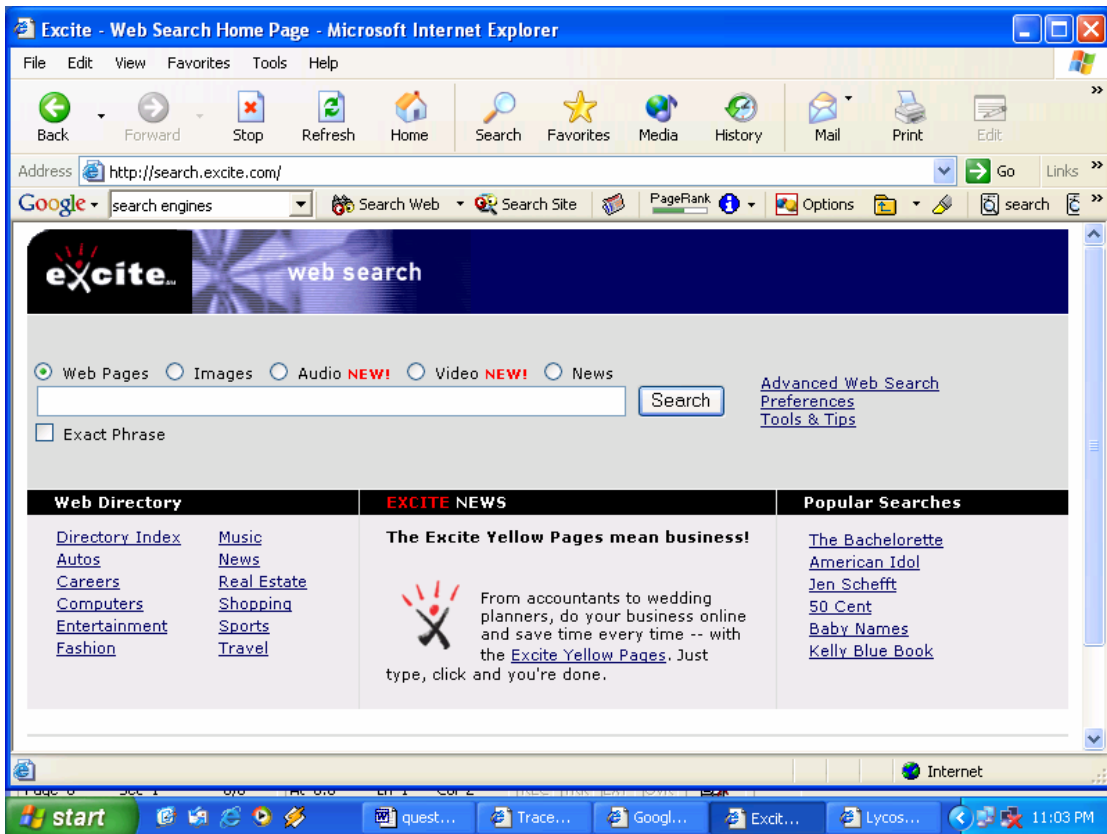 Excite - Web Search Home Page - Microsoft Internet Explorer
File Edit View Favorites Tools Help
Back Forward Stop Refresh Home Search Favorites Media History Mail Print Edit
Address http://search.excite.com/ Go Links »
Google search engines Search Web Search Site PageRank Options search »
excite web search
Web Pages Images Audio NEW! Video NEW! News
Search
Advanced Web Search
Preferences
Tools & Tips
Exact Phrase
Web Directory
Directory Index
Autos
Careers
Computers
Entertainment
Fashion
Music
News
Real Estate
Shopping
Sports
Travel
EXCITE NEWS
The Excite Yellow Pages mean business!
From accountants to wedding
planners, do your business online
and save time every time -- with
the Excite Yellow Pages. Just
type, click and you're done.
Popular Searches
The Bachelorette
American Idol
Jen Schefft
50 Cent
Baby Names
Kelly Blue Book
Internet
start quest... Trace... Googl... Excit... Lycos... 11:03 PM